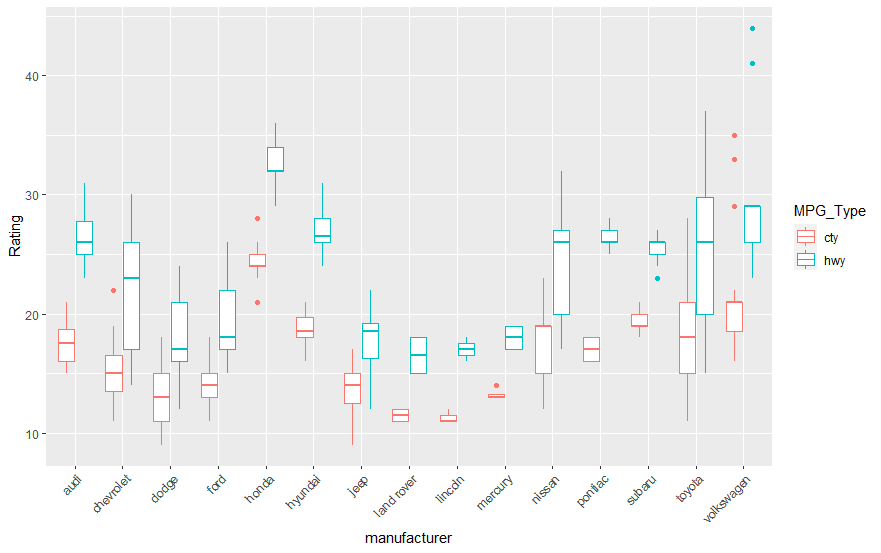 Rating
40
30
20
10
audi
chevrolet
dodge
ford
honda
hyundai
jeep
land rover
lincoln
mercury
nissan
pontiac
subaru
toyota
volkswagen
manufacturer
MPG_Type
cty
hwy